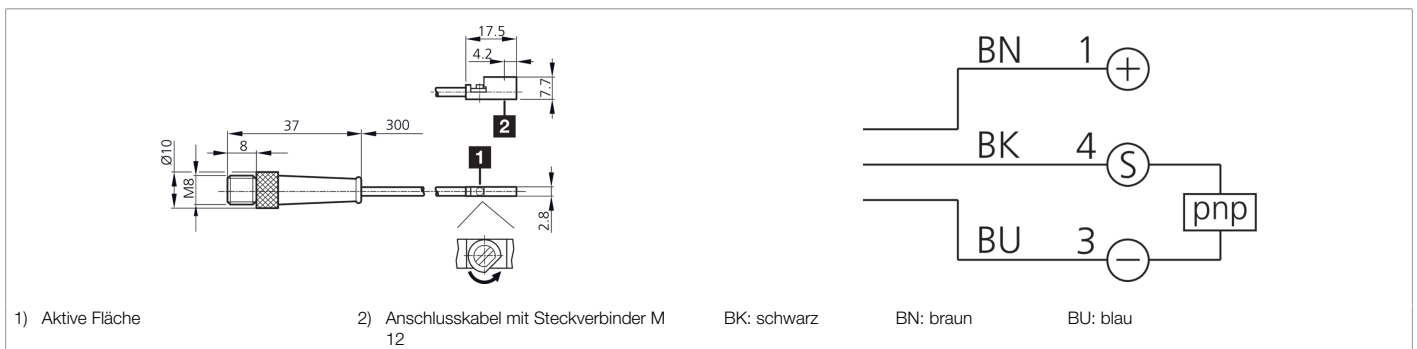 17.5
4.2
7.7
2
37
300
8
1
Ø10
M8
2.8
BN 1 +
BK 4 S
pnp
BU 3 −
1) Aktive Fläche
2) Anschlusskabel mit Steckverbinder M
12
BK: schwarz
BN: braun
BU: blau